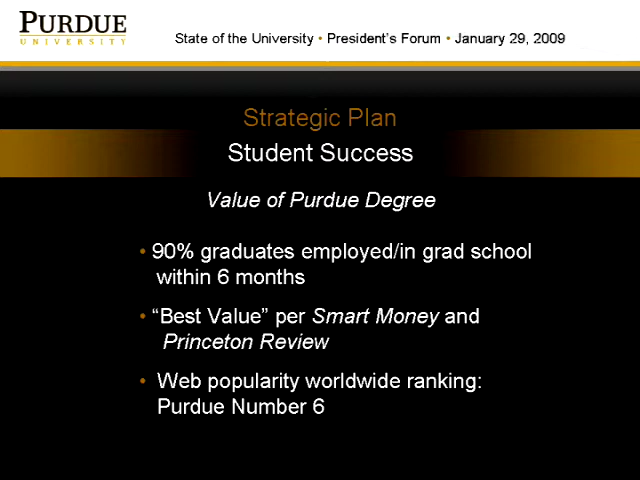 PURDUE
UNIVERSITY
State of the University • President's Forum • January 29, 2009
Strategic Plan
Student Success
Value of Purdue Degree
• 90% graduates employed/in grad school
within 6 months
• “Best Value” per Smart Money and
Princeton Review
• Web popularity worldwide ranking:
Purdue Number 6